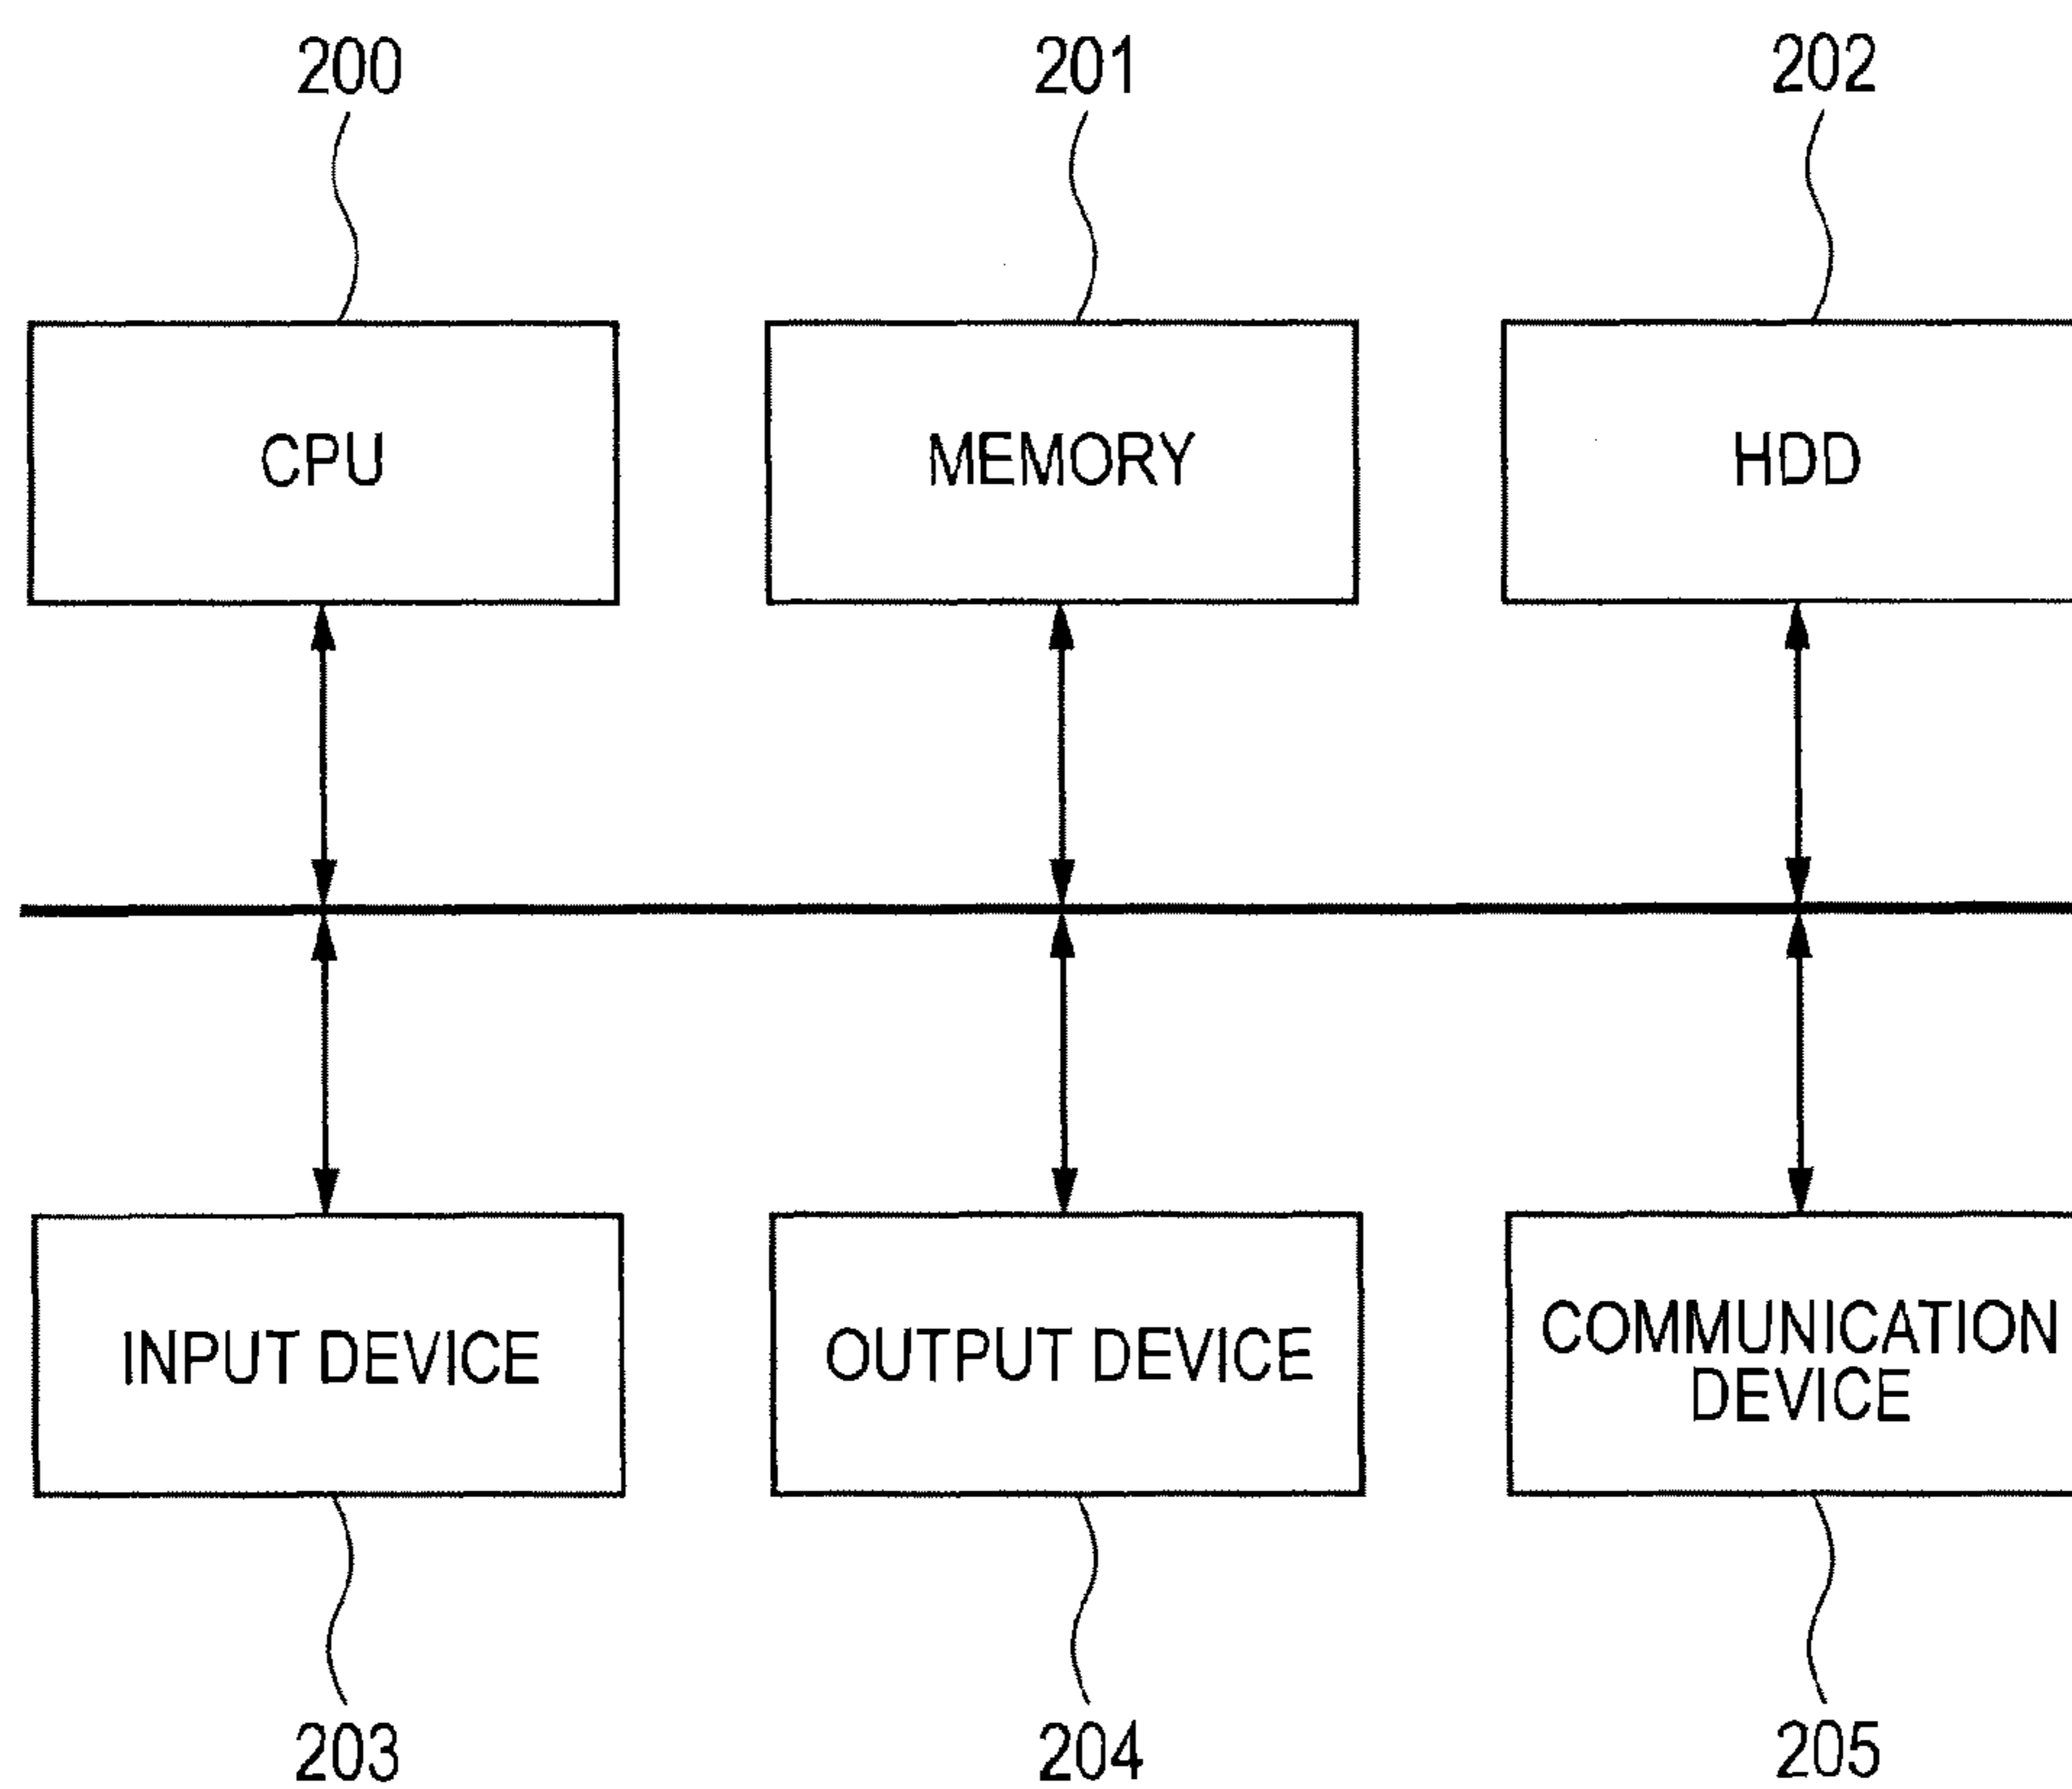 200
201
202
CPU
MEMORY
HDD
INPUT DEVICE
OUTPUT DEVICE
COMMUNICATION
DEVICE
203
204
205